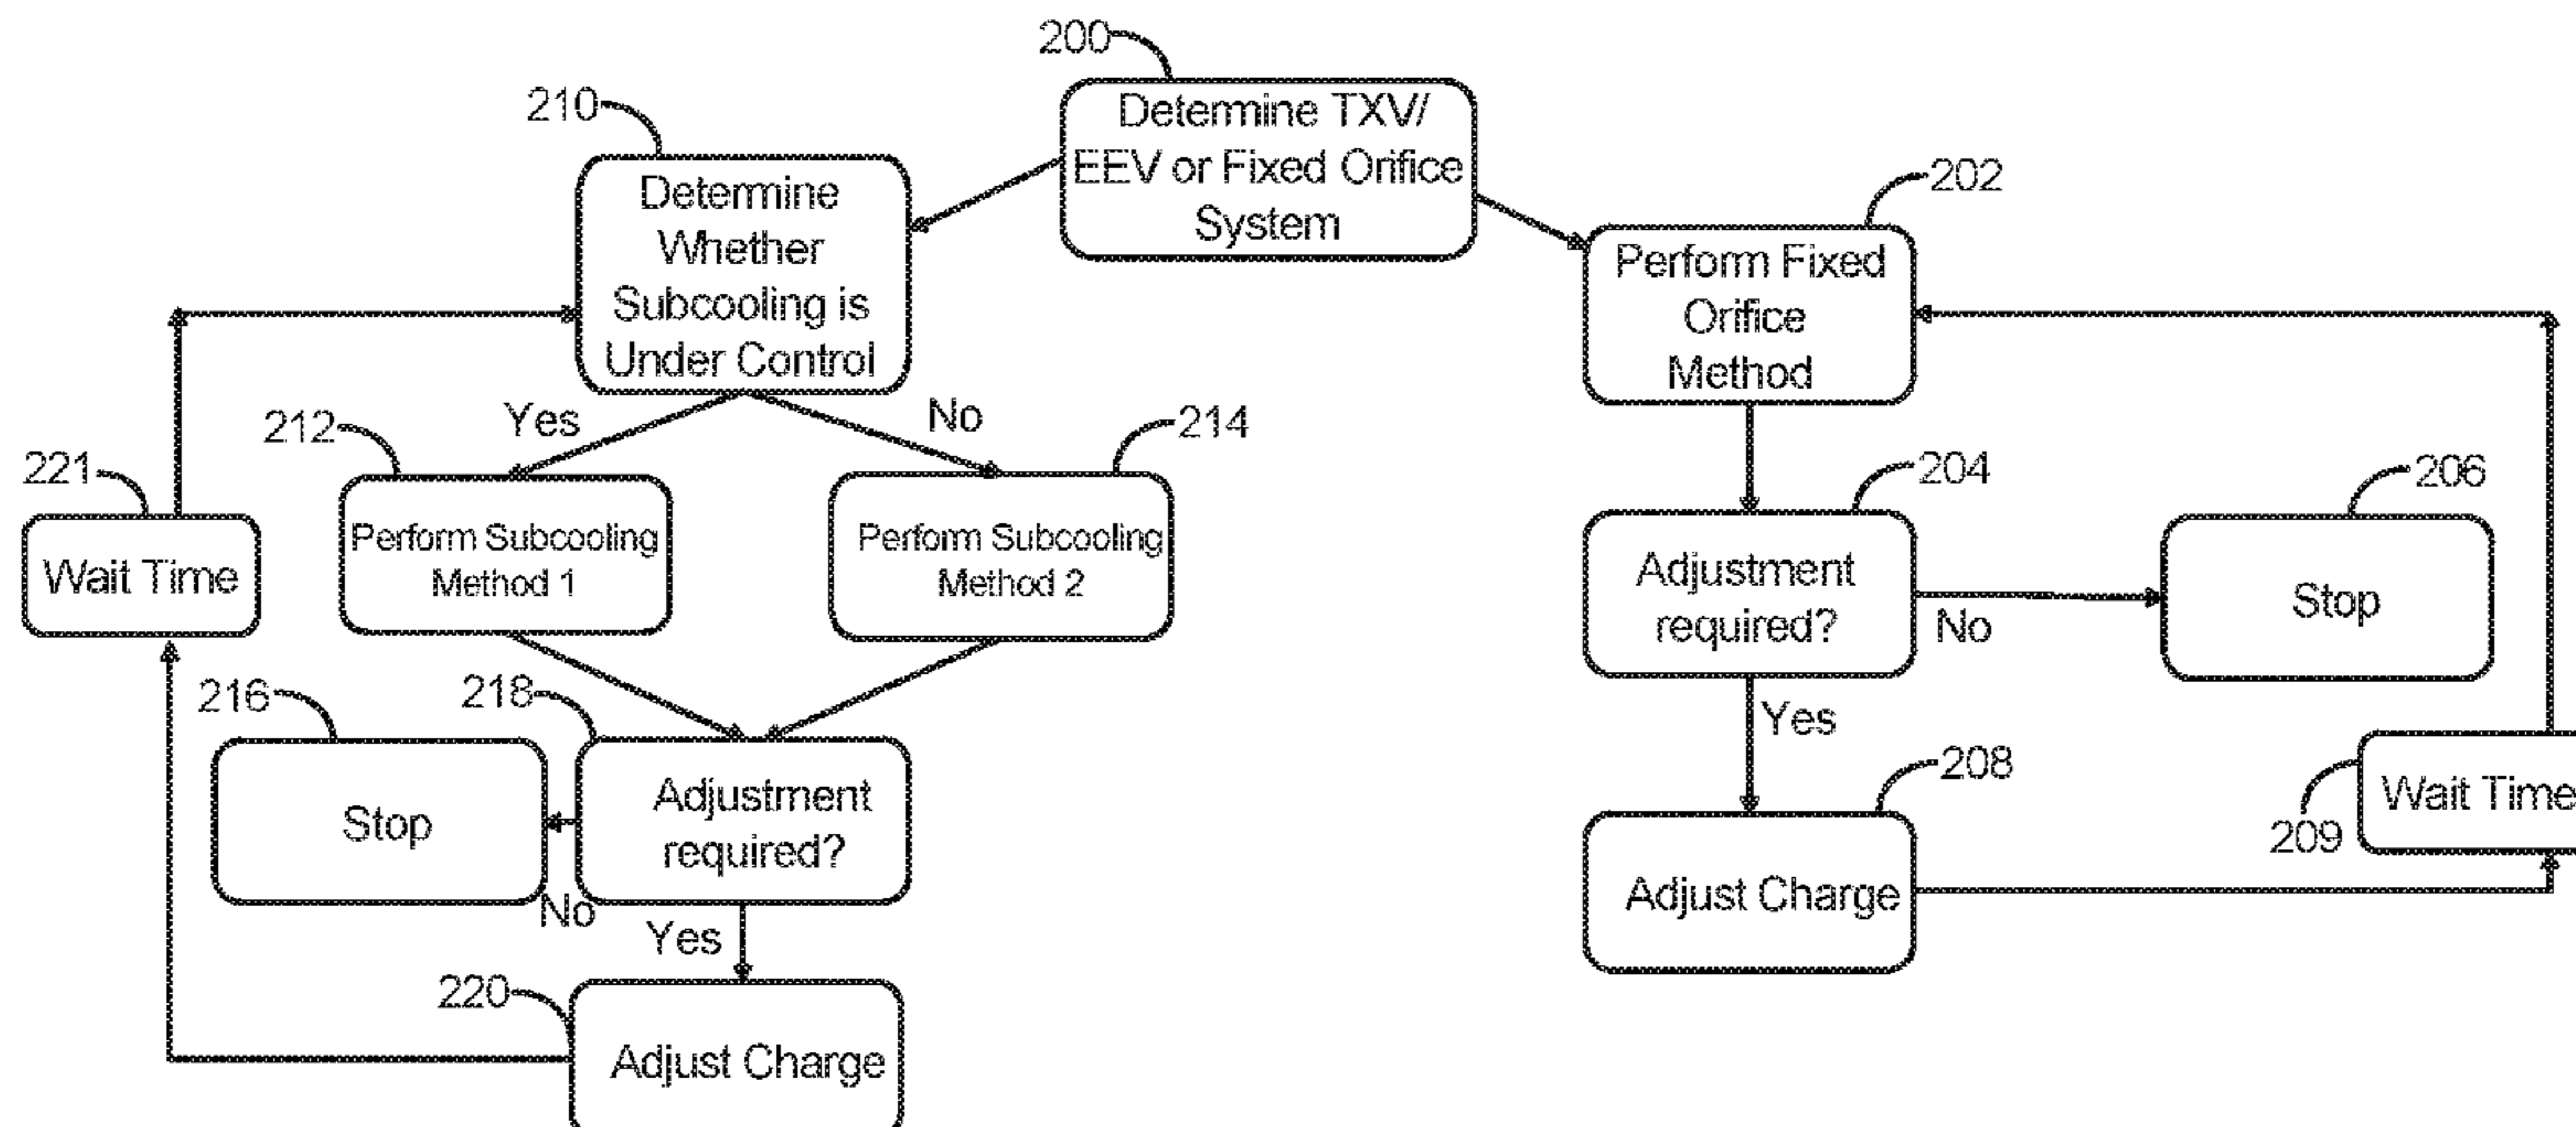 200
Determine TXV/
EEV or Fixed Orifice
System
210
Determine
Whether
Subcooling is
Under Control
202
Perform Fixed
Orifice
Method
Yes
No
212
Perform Subcooling
Method 1
214
Perform Subcooling
Method 2
221
Wait Time
204
Adjustment
required?
No
206
Stop
216
Stop
218
Adjustment
required?
No
Yes
Yes
208
Adjust Charge
209
Wait Time
220
Adjust Charge